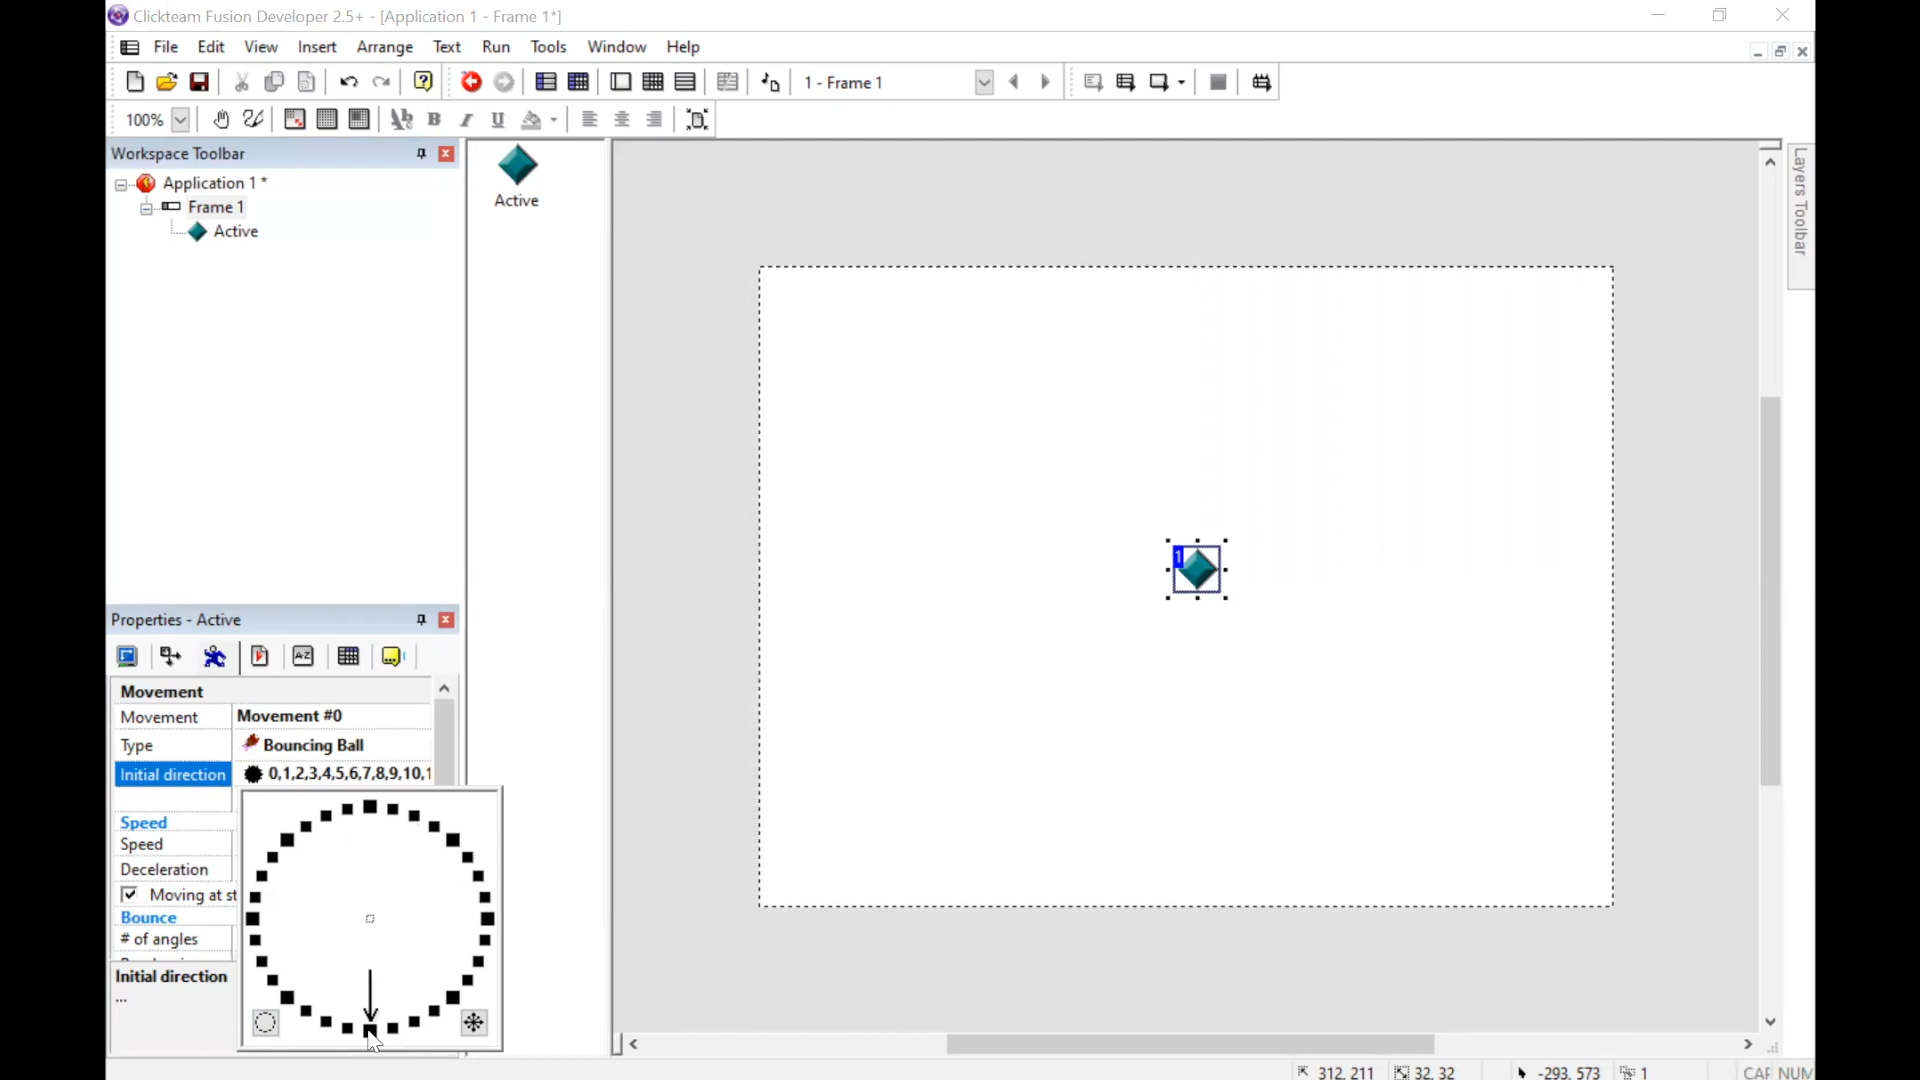 Clickteam Fusion Developer 2.5+ - [Application 1 - Frame 1*]
File Edit View Insert Arrange Text Run Tools Window Help
1 - Frame 1
100%
Workspace Toolbar
Application 1 *
Frame 1
Active
Active
Layers Toolbar
1
Properties - Active
Movement
Movement Movement #0
Type Bouncing Ball
Initial direction 0,1,2,3,4,5,6,7,8,9,10,1
Speed
Speed
Deceleration
Moving at st
Bounce
# of angles
Initial direction
...
312, 211 32, 32 -293, 573 1 CAP NUM